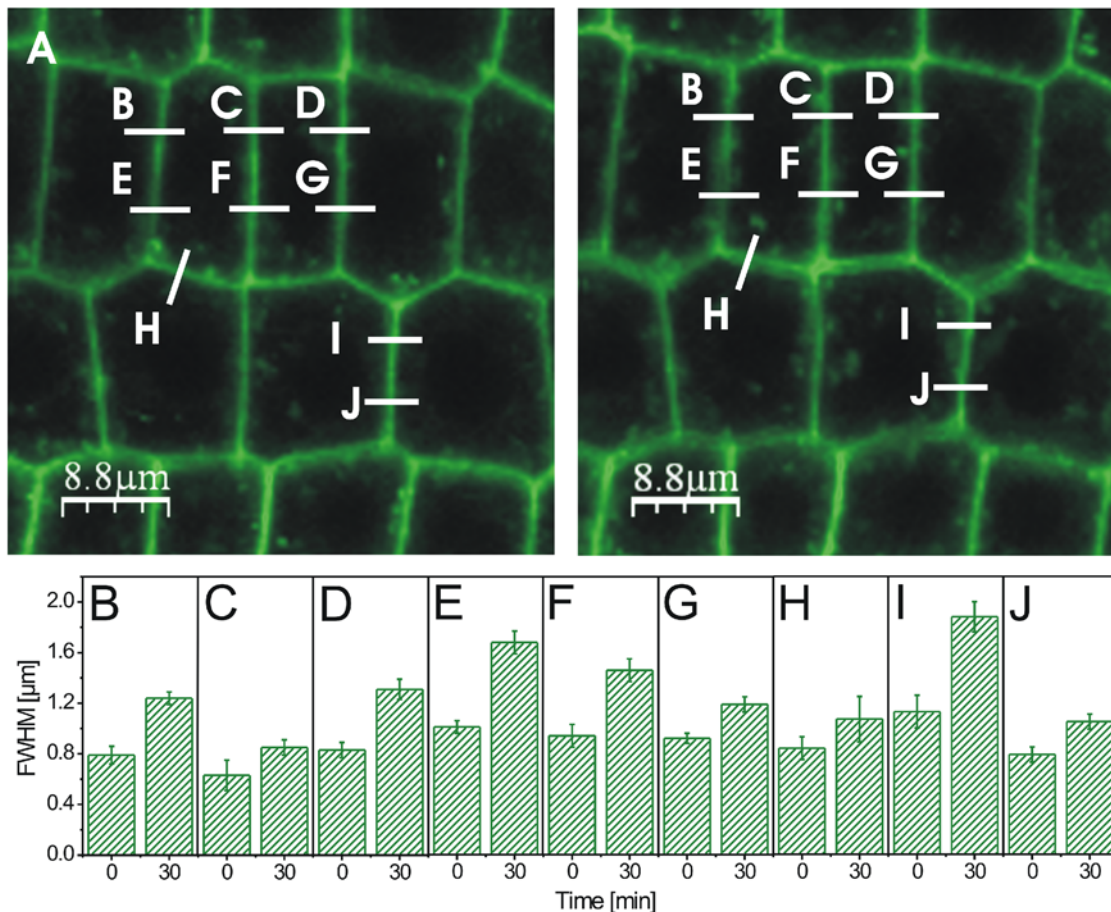 A
B C D
E F G
H
I
J
8.8µm
B C D
E F G
H
I
J
8.8µm
B C D E F G H I J
2.0
1.6
1.2
0.8
0.4
0.0
FWHM [µm]
0 30 0 30 0 30 0 30 0 30 0 30 0 30 0 30 0 30
Time [min]